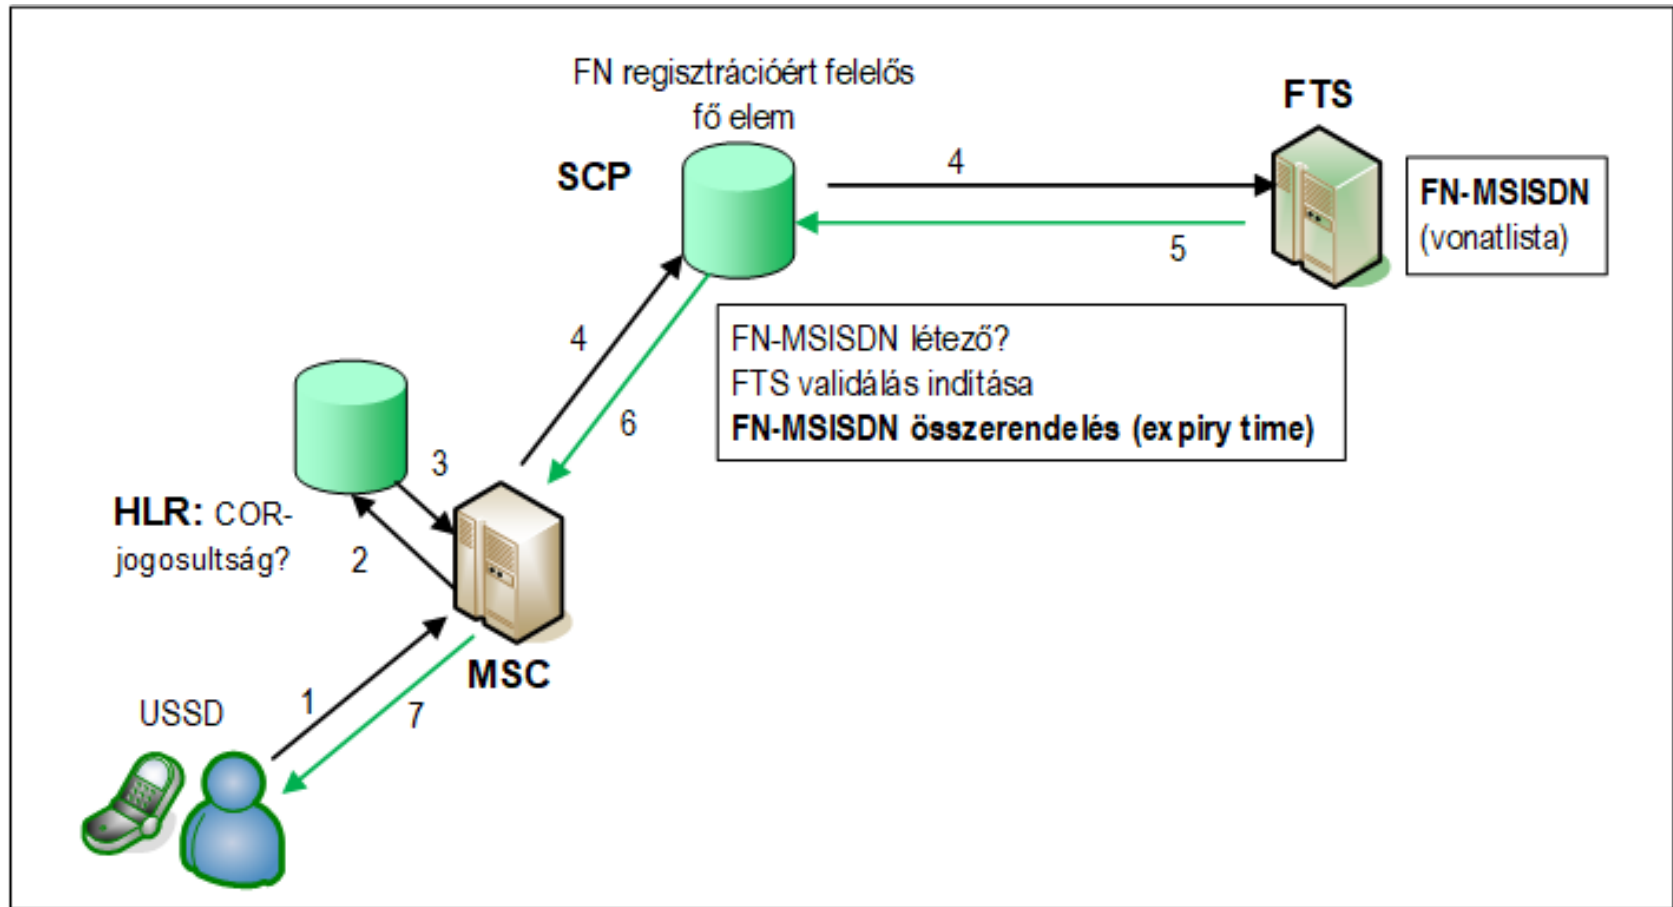 FN regisztrációért felelős
fő elem
FTS
SCP
4
FN-MSISDN
(vonatlista)
5
4
FN-MSISDN létező?
FTS validálás indítása
FN-MSISDN összerendelés (expiry time)
6
3
HLR: COR-
jogosultság?
2
MSC
1
7
USSD